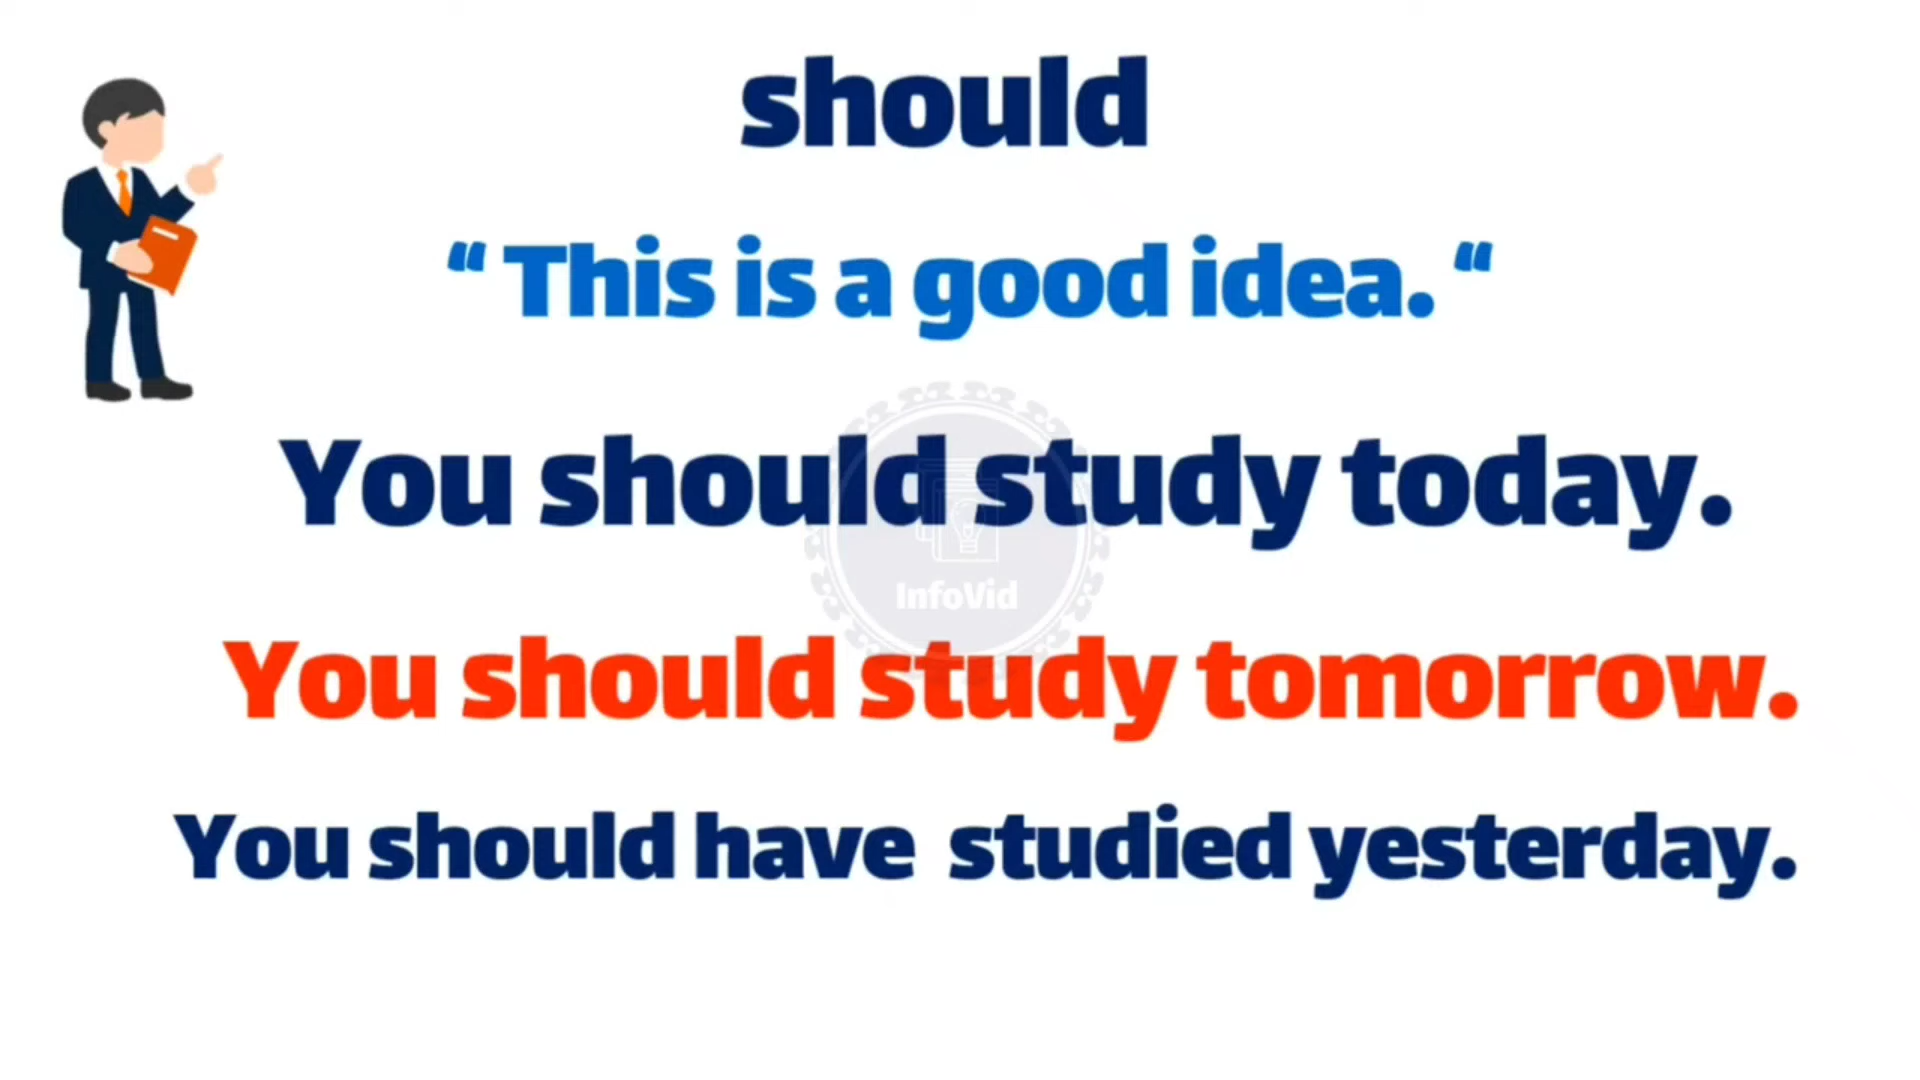 should
“ This is a good idea. “
You should study today.
InfoVid
You should study tomorrow.
You should have studied yesterday.